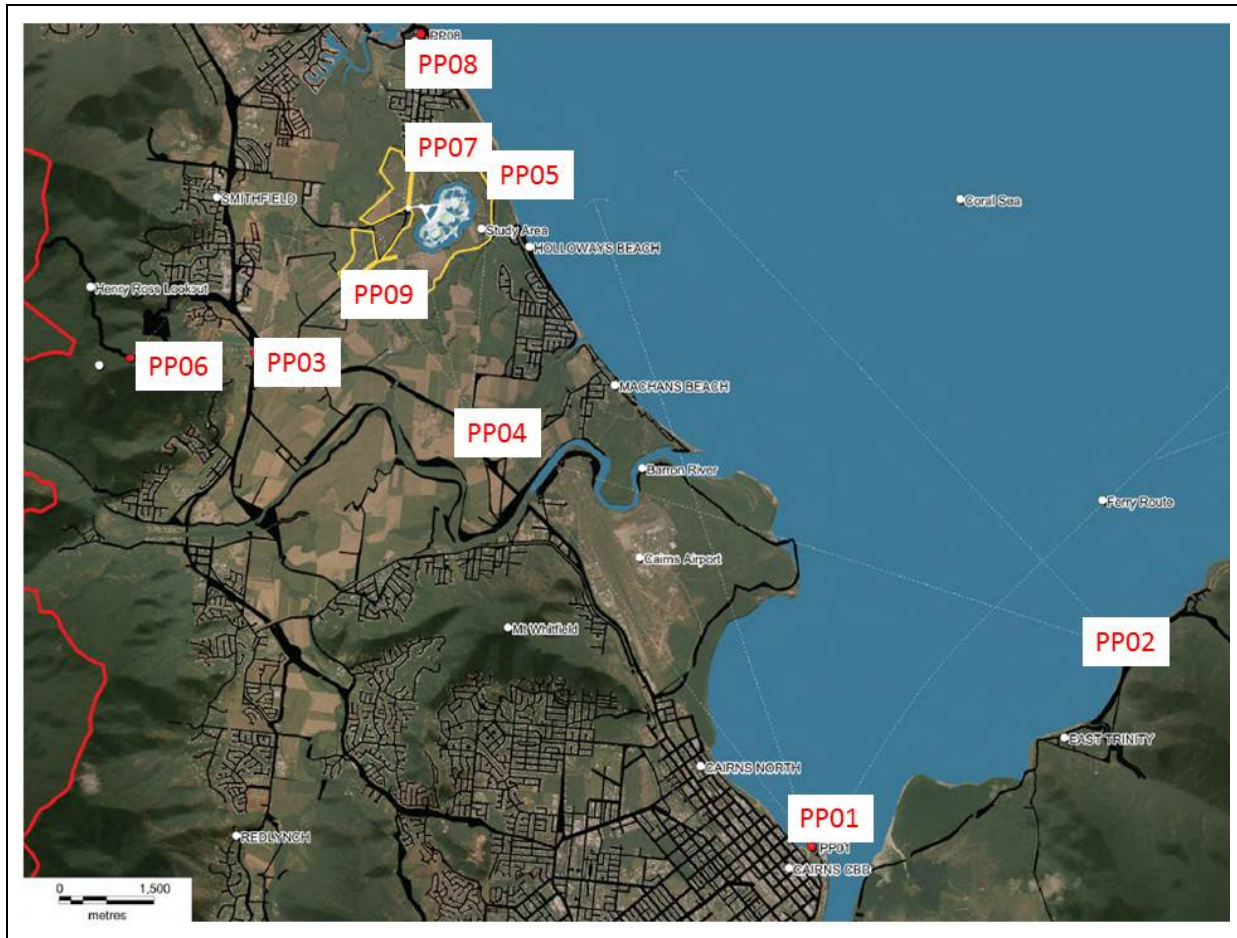 PP08
PP08
PP07
PP05
SMITHFIELD
Coral Sea
Study Area
HOLLOWAYS BEACH
Henry Ross Lookout
PP09
PP06
PP03
MACHANS BEACH
PP04
Barron River
Ferry Route
Cairns Airport
Mt Whitfield
PP02
EAST TRINITY
CAIRNS NORTH
PP01
REDLYNCH
PP01
CAIRNS CBD
0 1,500
metres